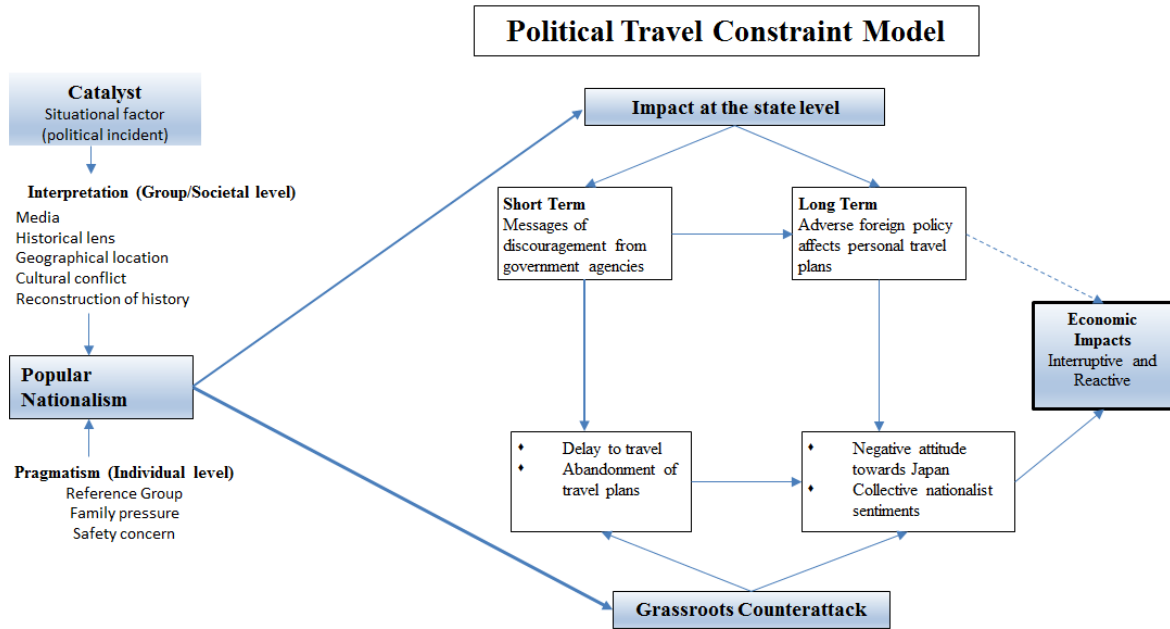 Political Travel Constraint Model
Catalyst
Situational factor
(political incident)
Interpretation (Group/Societal level)
Media
Historical lens
Geographical location
Cultural conflict
Reconstruction of history
Popular
Nationalism
Pragmatism (Individual level)
Reference Group
Family pressure
Safety concern
Impact at the state level
Short Term
Messages of
discouragement from
government agencies
Long Term
Adverse foreign policy
affects personal travel
plans
Economic
Impacts
Interruptive and
Reactive
♦ Delay to travel
♦ Abandonment of
travel plans
♦ Negative attitude
towards Japan
♦ Collective nationalist
sentiments
Grassroots Counterattack